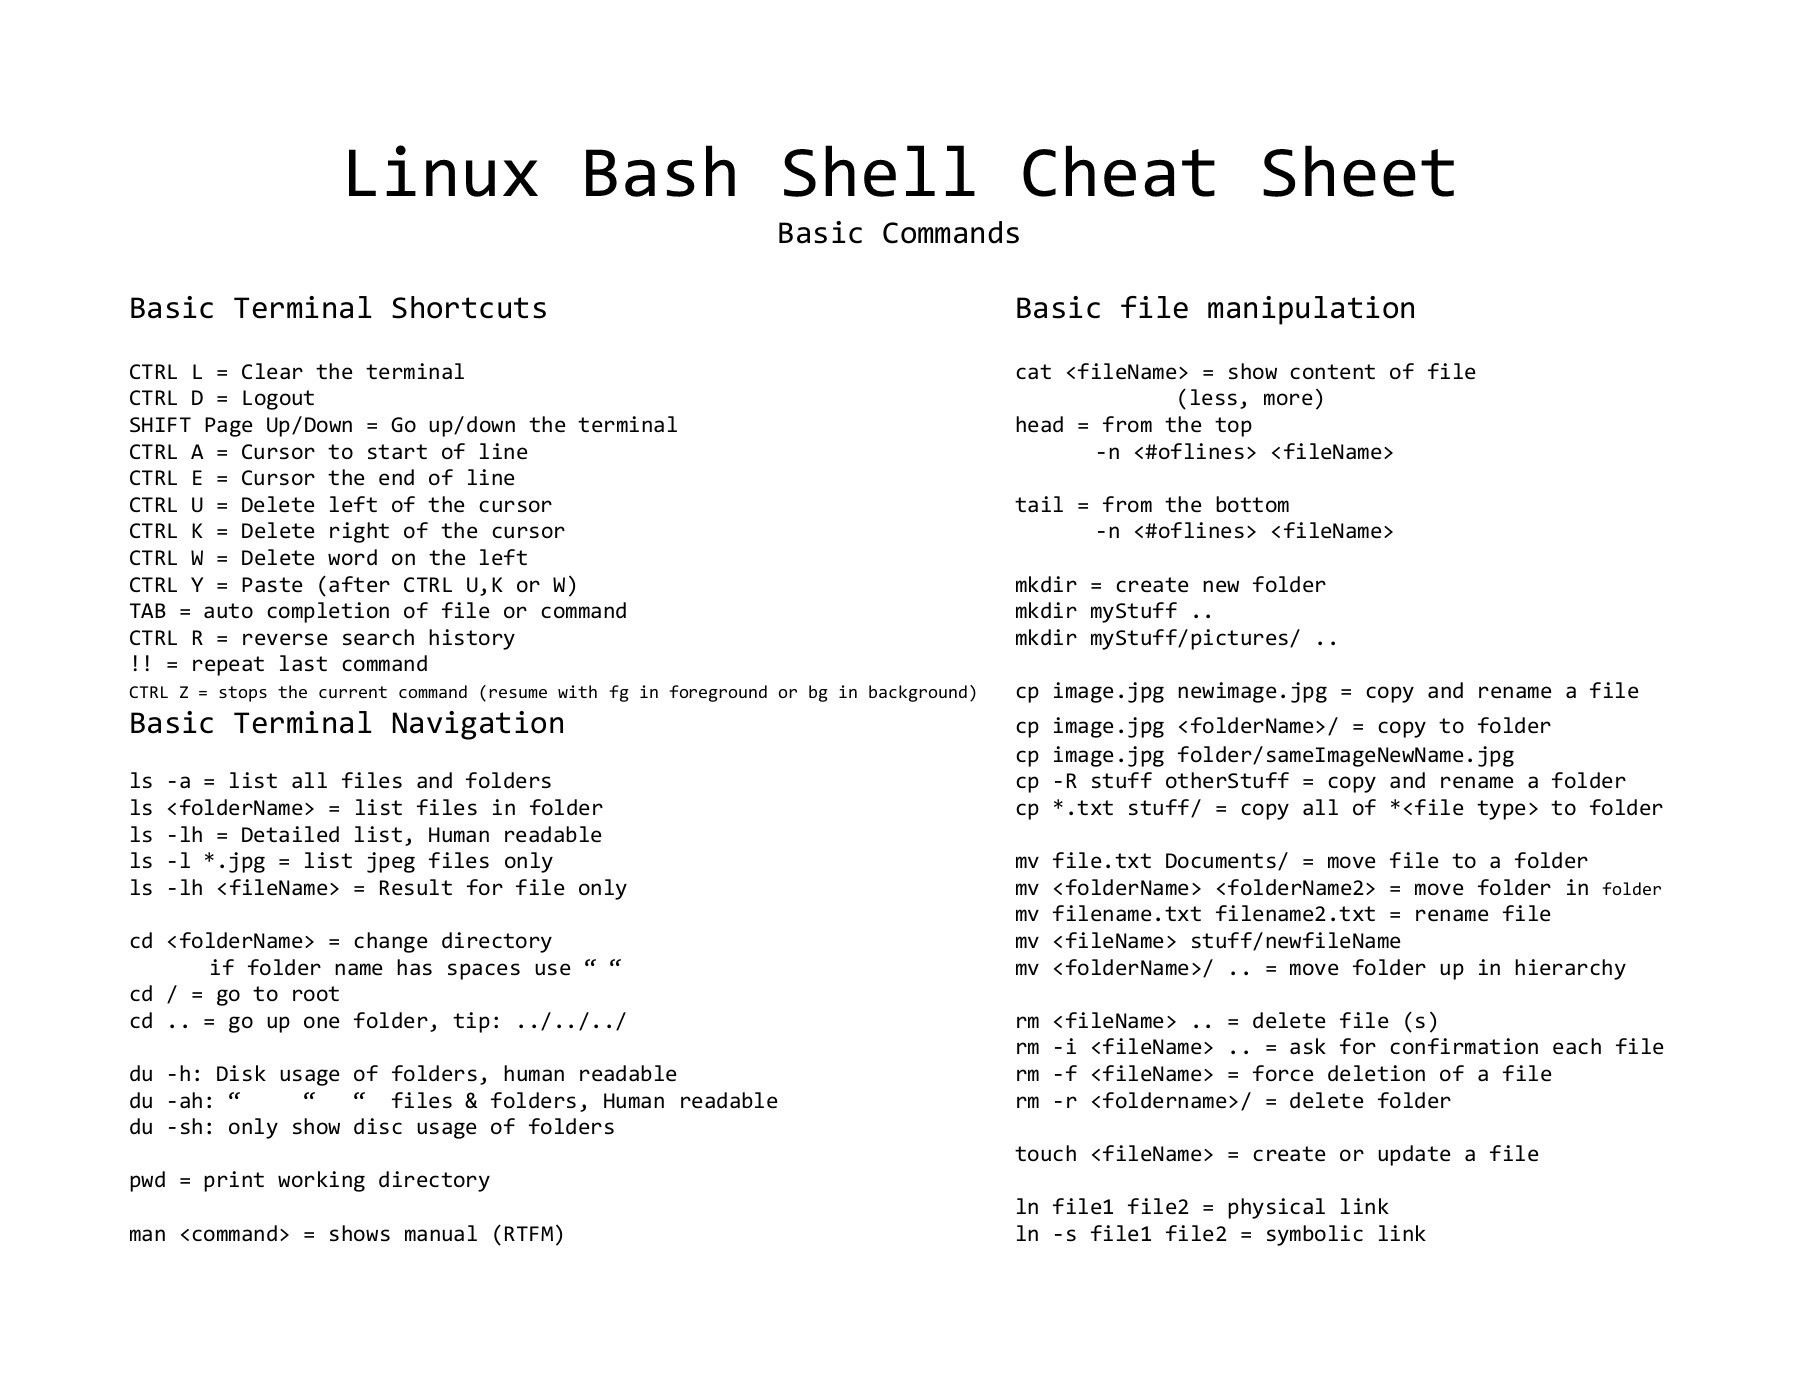 Linux Bash Shell Cheat Sheet
Basic Commands
Basic Terminal Shortcuts
CTRL L = Clear the terminal
CTRL D = Logout
SHIFT Page Up/Down = Go up/down the terminal
CTRL A = Cursor to start of line
CTRL E = Cursor the end of line
CTRL U = Delete left of the cursor
CTRL K = Delete right of the cursor
CTRL W = Delete word on the left
CTRL Y = Paste (after CTRL U,K or W)
TAB = auto completion of file or command
CTRL R = reverse search history
!! = repeat last command
CTRL Z = stops the current command (resume with fg in foreground or bg in background)
Basic Terminal Navigation
ls -a = list all files and folders
ls <folderName> = list files in folder
ls -lh = Detailed list, Human readable
ls -l *.jpg = list jpeg files only
ls -lh <fileName> = Result for file only
cd <folderName> = change directory
if folder name has spaces use “ “
cd / = go to root
cd .. = go up one folder, tip: ../../../
du -h: Disk usage of folders, human readable
du -ah: “ “ “ files & folders, Human readable
du -sh: only show disc usage of folders
pwd = print working directory
man <command> = shows manual (RTFM)
Basic file manipulation
cat <fileName> = show content of file
(less, more)
head = from the top
-n <#oflines> <fileName>
tail = from the bottom
-n <#oflines> <fileName>
mkdir = create new folder
mkdir myStuff ..
mkdir myStuff/pictures/ ..
cp image.jpg newimage.jpg = copy and rename a file
cp image.jpg <folderName>/ = copy to folder
cp image.jpg folder/sameImageNewName.jpg
cp -R stuff otherStuff = copy and rename a folder
cp *.txt stuff/ = copy all of *<file type> to folder
mv file.txt Documents/ = move file to a folder
mv <folderName> <folderName2> = move folder in folder
mv filename.txt filename2.txt = rename file
mv <fileName> stuff/newfileName
mv <folderName>/ .. = move folder up in hierarchy
rm <fileName> .. = delete file (s)
rm -i <fileName> .. = ask for confirmation each file
rm -f <fileName> = force deletion of a file
rm -r <foldername>/ = delete folder
touch <fileName> = create or update a file
ln file1 file2 = physical link
ln -s file1 file2 = symbolic link